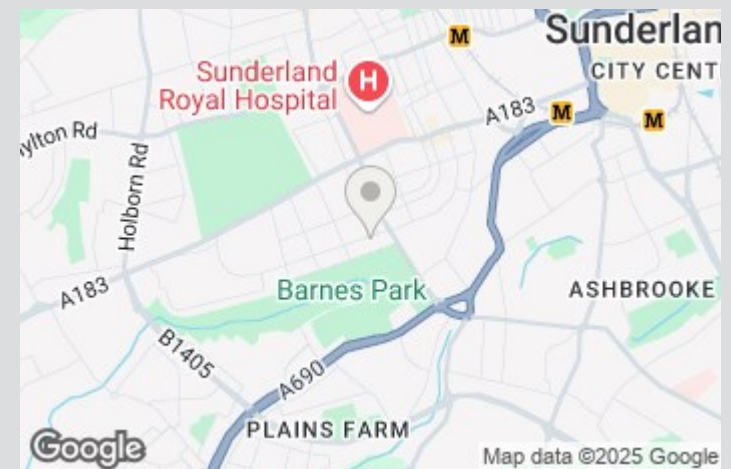 Sunderlan
CITY CENT
M
Sunderland
Royal Hospital
H
A183
M
M
ylton Rd
Holborn Rd
A183
Barnes Park
ASHBROOKE
B1405
A690
PLAINS FARM
Google
Map data ©2025 Google